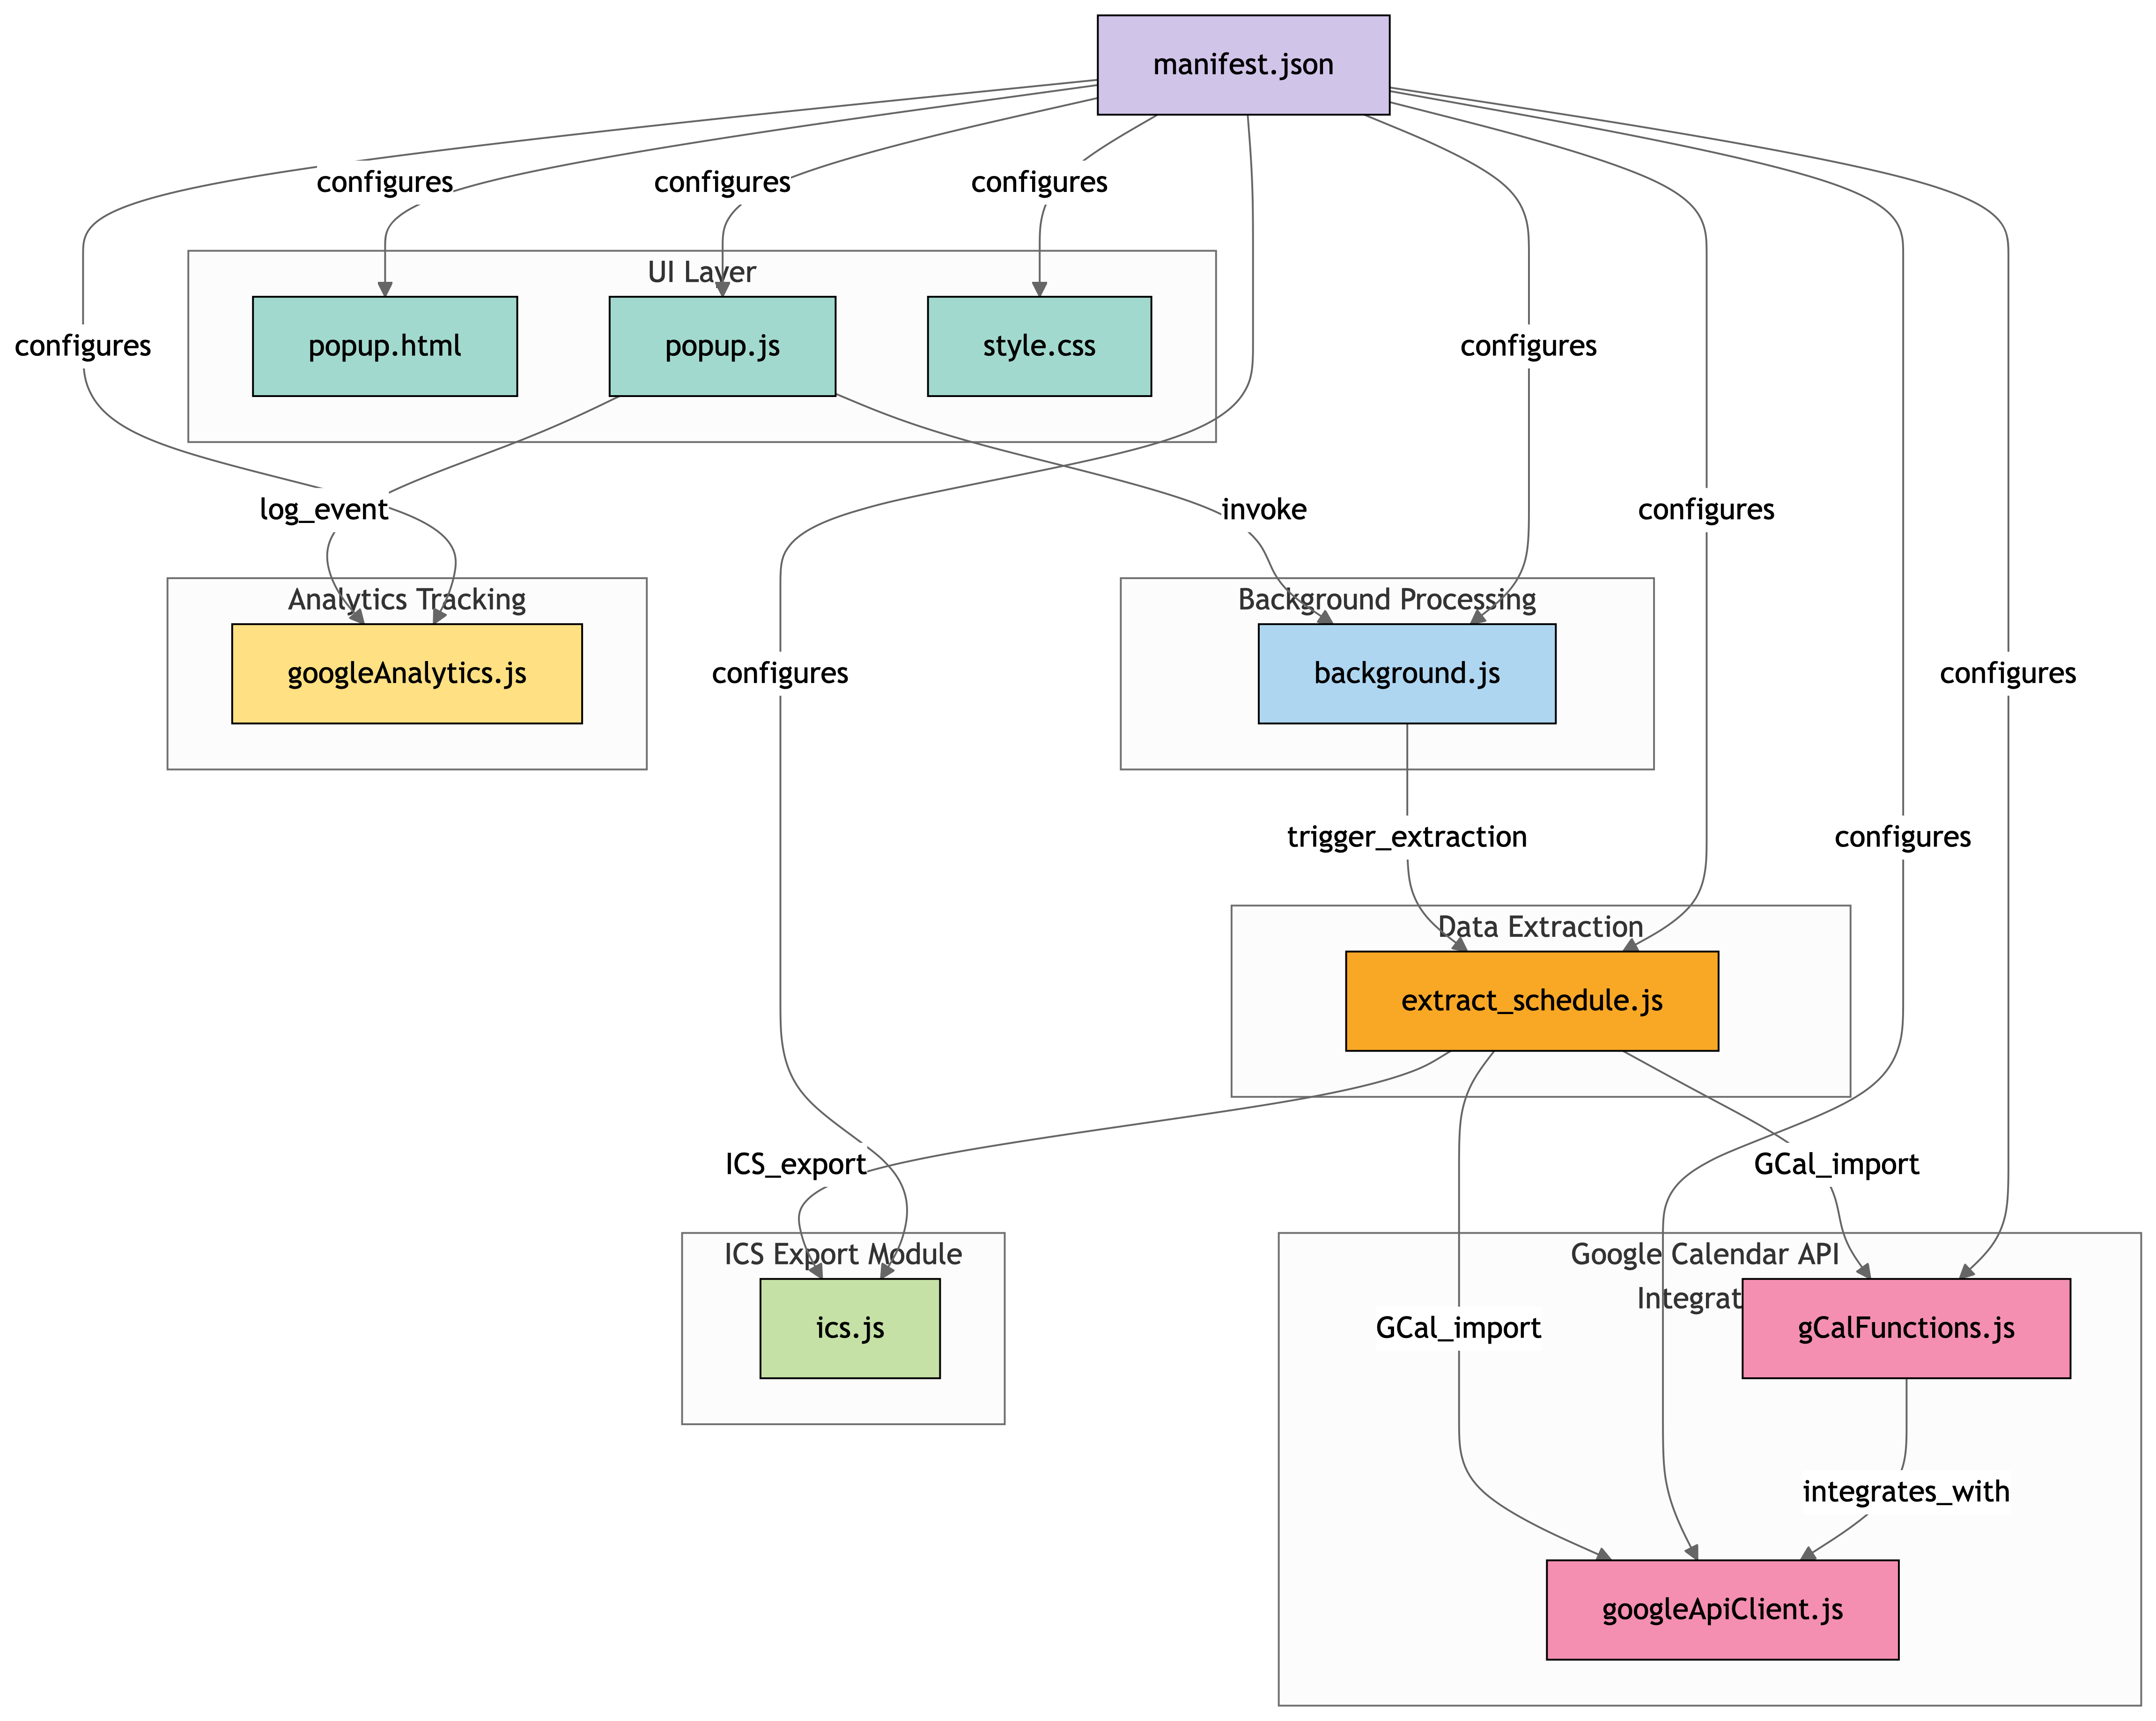 manifest.json
configures
configures
configures
UI Layer
popup.html
popup.js
style.css
configures
configures
log_event
invoke
configures
Analytics Tracking
Background Processing
googleAnalytics.js
configures
background.js
configures
trigger_extraction
configures
Data Extraction
extract_schedule.js
ICS_export
GCal_import
ICS Export Module
Google Calendar API
Integrat
ics.js
GCal_import
gCalFunctions.js
integrates_with
googleApiClient.js